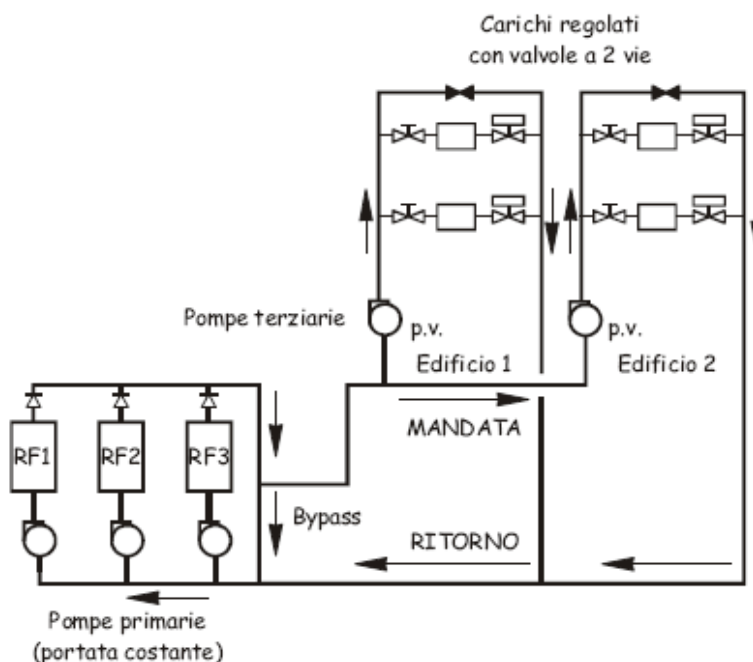 Carichi regolati
con valvole a 2 vie
Pompe terziarie
p.v.
p.v.
Edificio 1
Edificio 2
MANDATA
RF1
RF2
RF3
Bypass
RITORNO
Pompe primarie
(portata costante)